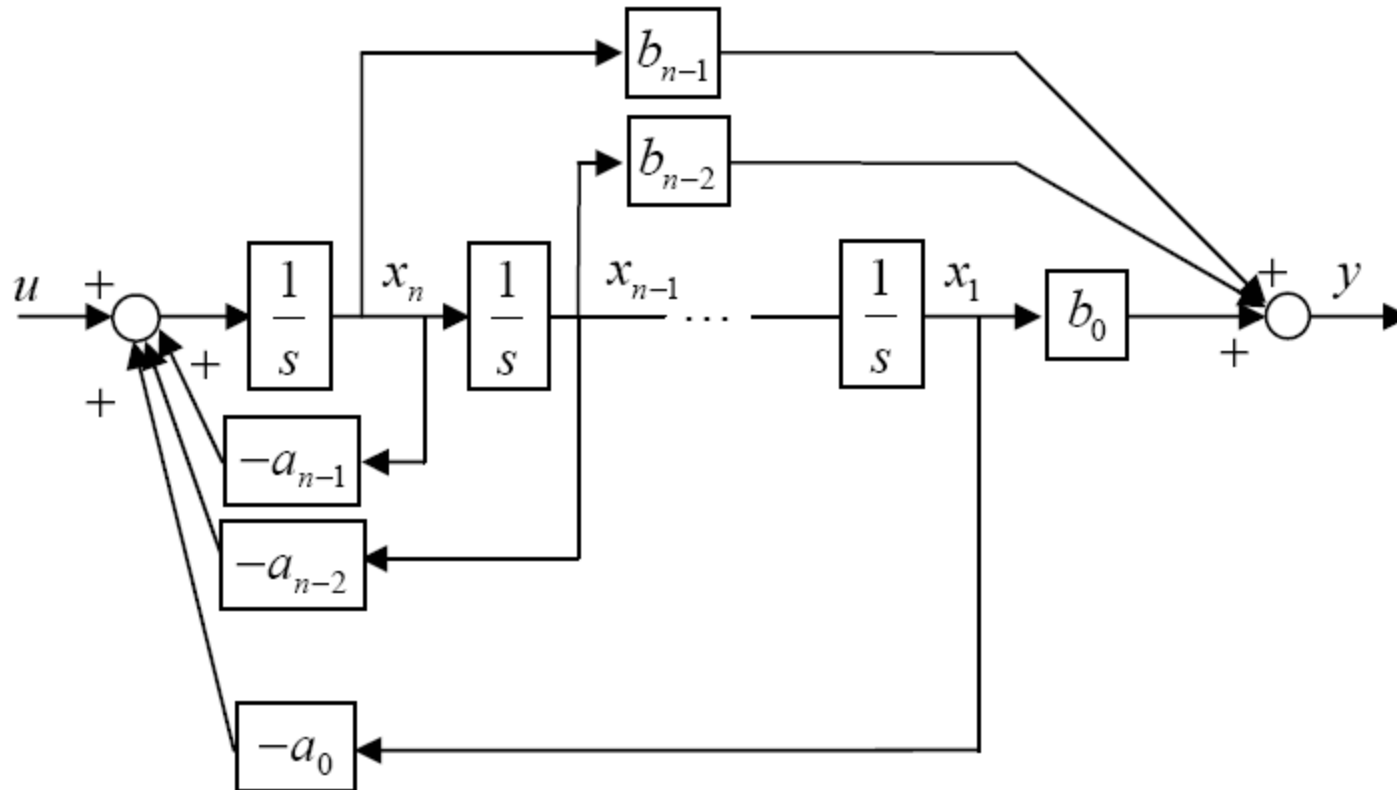 b_{n-1}
b_{n-2}
u + 1/s x_n 1/s x_{n-1} ... 1/s x_1 b_0 + y
+ + +
-a_{n-1}
-a_{n-2}
-a_0